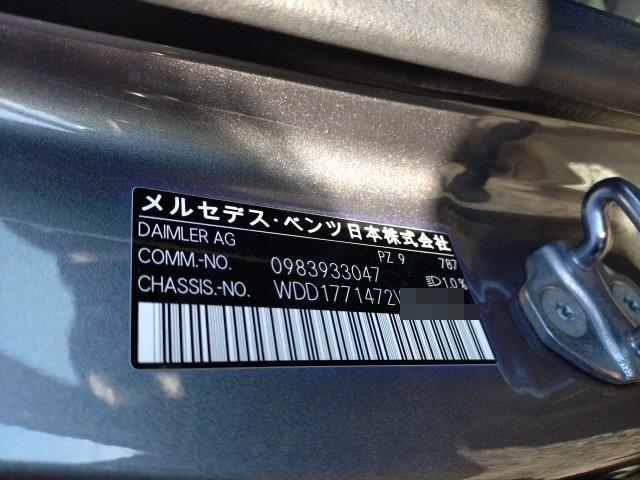 メルセデス・ベンツ日本株式会社
DAIMLER AG PZ 9 787
COMM.-NO. 0983933047 1.0%
CHASSIS.-NO. WDD1771472